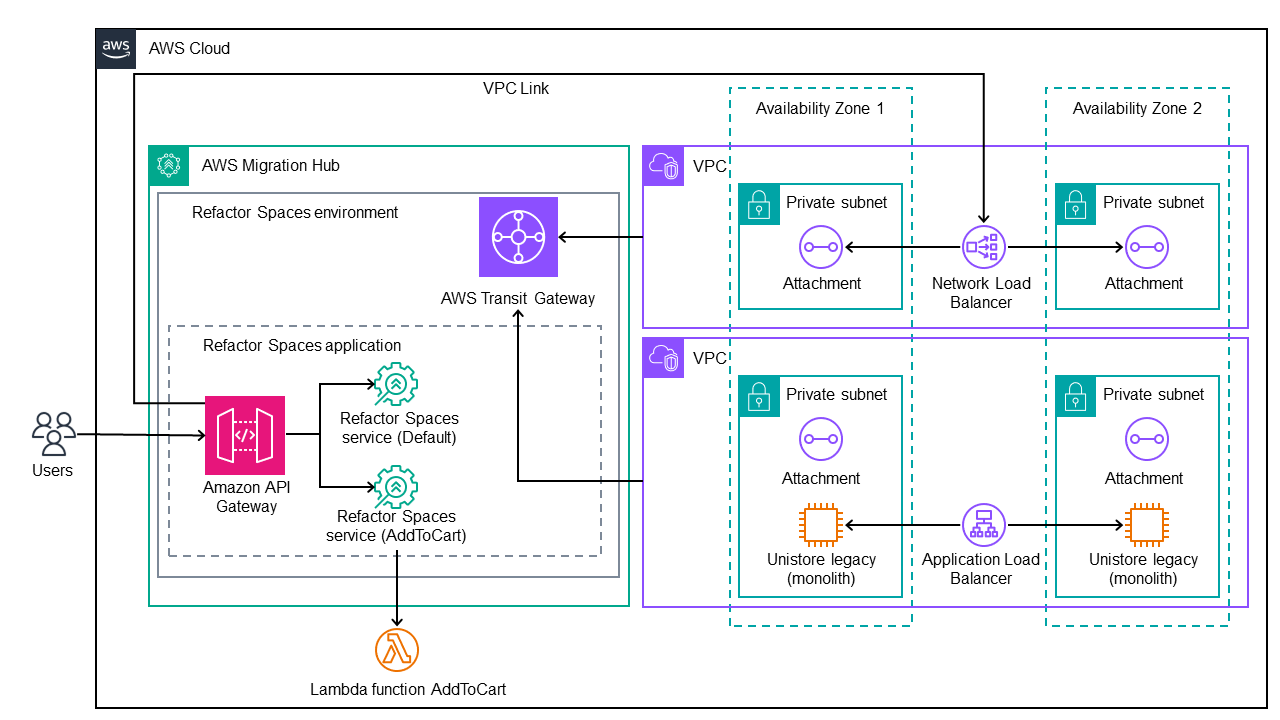 aws
AWS Cloud
VPC Link
Availability Zone 1
Availability Zone 2
AWS Migration Hub
VPC
Refactor Spaces environment
Private subnet
Private subnet
Attachment
Network Load
Balancer
Attachment
AWS Transit Gateway
Refactor Spaces application
VPC
Private subnet
Private subnet
Refactor Spaces
service (Default)
Users
</>
Amazon API
Gateway
Attachment
Attachment
Refactor Spaces
service (AddToCart)
Unistore legacy
(monolith)
Application Load
Balancer
Unistore legacy
(monolith)
Lambda function AddToCart